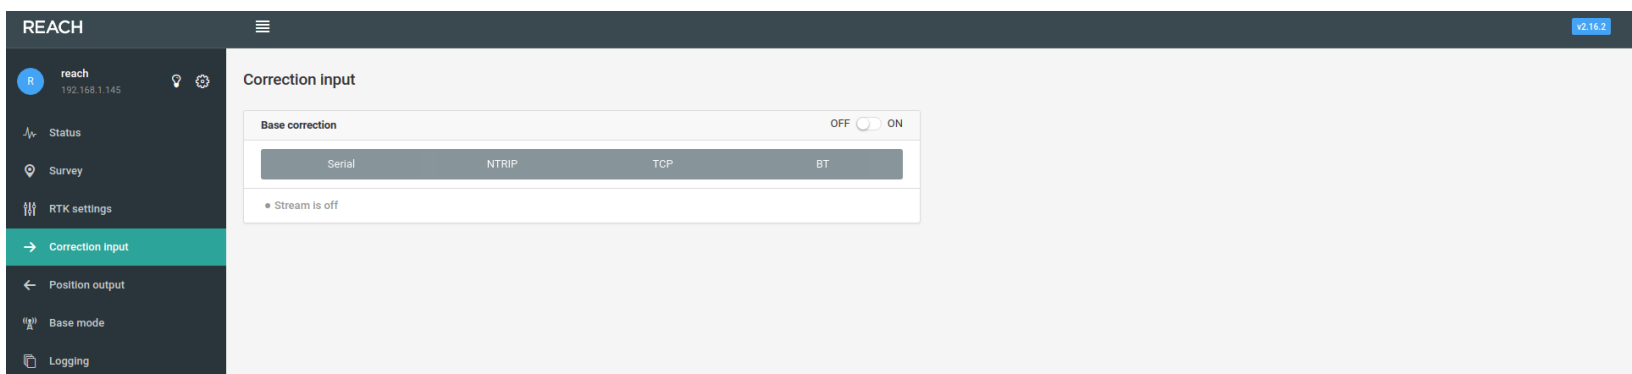 REACH
v2.16.2
R
reach
192.168.1.145
Status
Survey
RTK settings
Correction input
Position output
Base mode
Logging
Correction input
Base correction
OFF ON
Serial NTRIP TCP BT
Stream is off